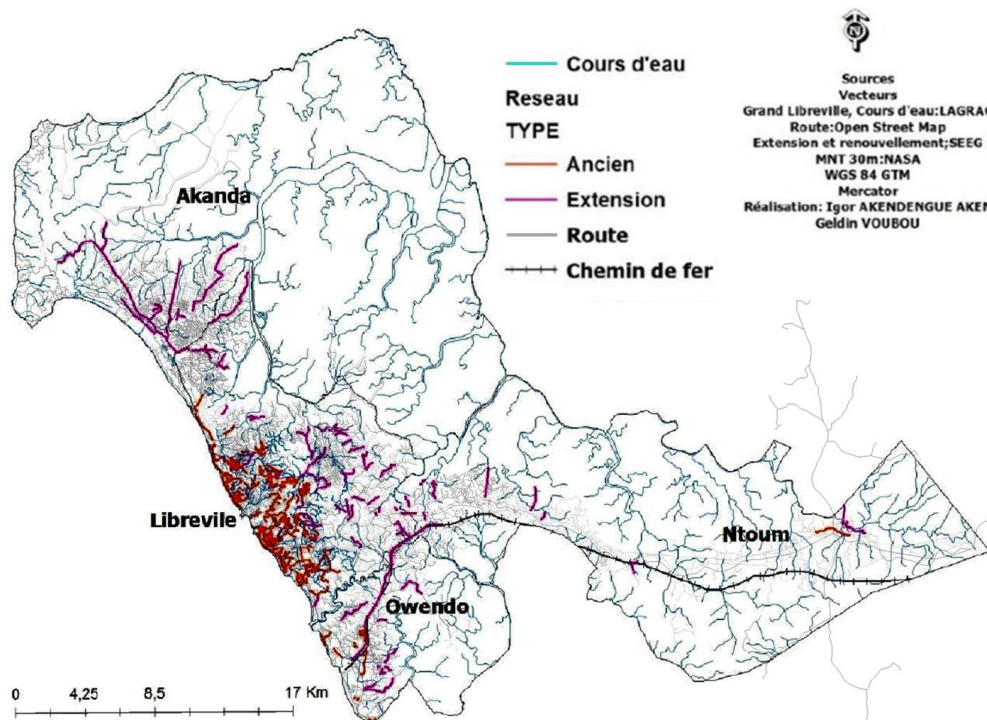 N
Cours d'eau
Reseau
TYPE
Ancien
Extension
Route
Chemin de fer
Sources
Vecteurs
Grand Libreville, Cours d'eau:LAGRAC
Route:Open Street Map
Extension et renouvellement;SEEG
MNT 30m:NASA
WGS 84 GTM
Mercator
Réalisation: Igor AKENDENGUE AKEN
Geldin VOUBOU
Akanda
Librevile
Ntoum
Owendo
0 4,25 8,5 17 Km